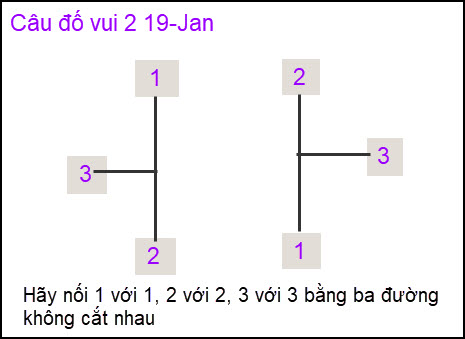 Câu đố vui 2 19-Jan
1
2
3
3
2
1
Hãy nối 1 với 1, 2 với 2, 3 với 3 bằng ba đường
không cắt nhau